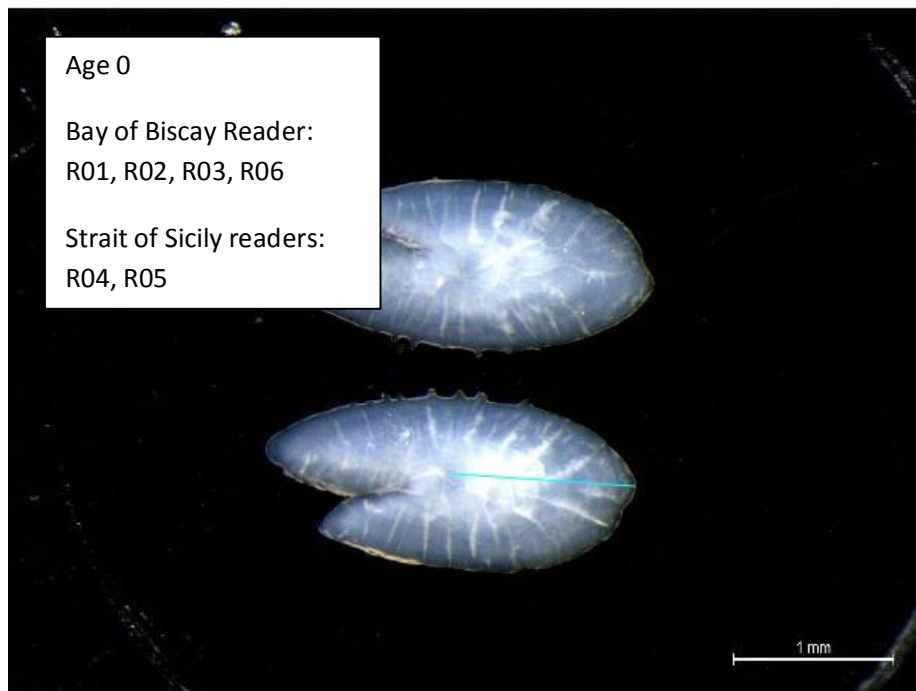 Age 0
Bay of Biscay Reader:
R01, R02, R03, R06
Strait of Sicily readers:
R04, R05
1 mm